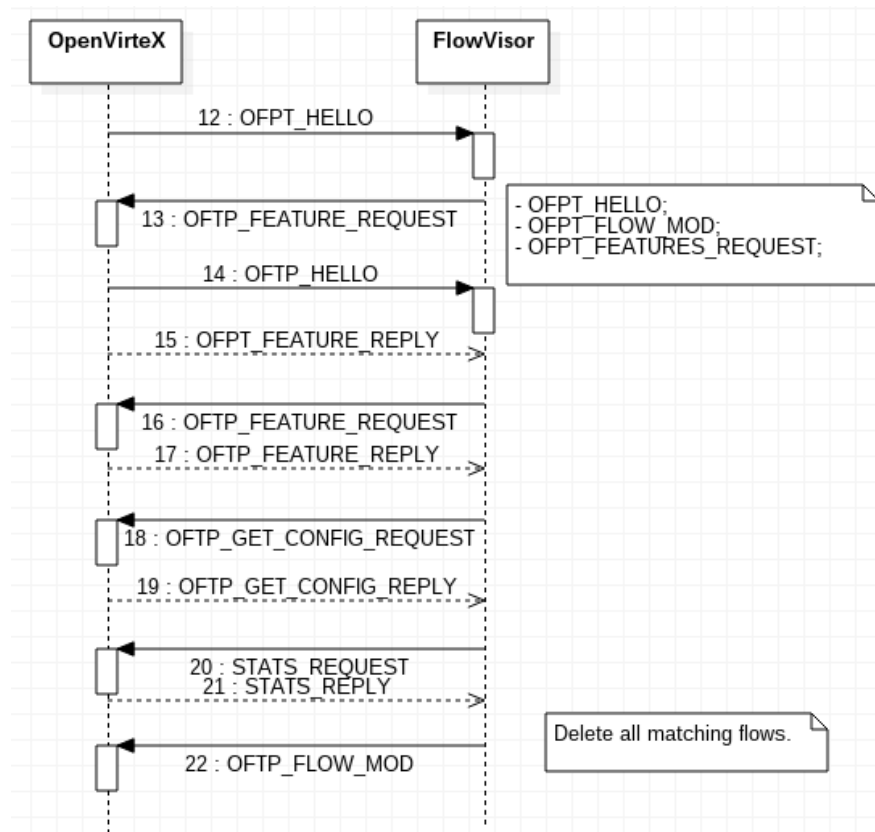 OpenVirteX
FlowVisor
12 : OFPT_HELLO
13 : OFTP_FEATURE_REQUEST
- OFPT_HELLO;
- OFPT_FLOW_MOD;
- OFPT_FEATURES_REQUEST;
14 : OFTP_HELLO
15 : OFPT_FEATURE_REPLY
16 : OFTP_FEATURE_REQUEST
17 : OFTP_FEATURE_REPLY
18 : OFTP_GET_CONFIG_REQUEST
19 : OFTP_GET_CONFIG_REPLY
20 : STATS_REQUEST
21 : STATS_REPLY
Delete all matching flows.
22 : OFTP_FLOW_MOD